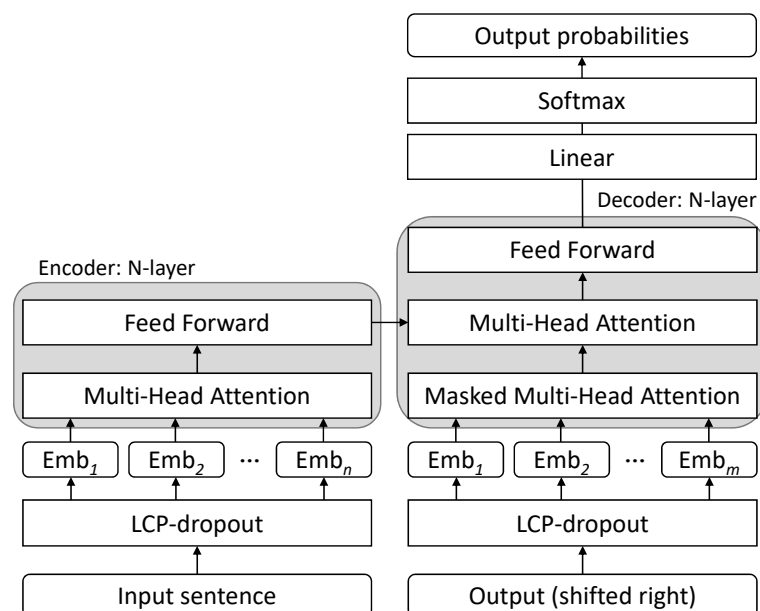 Output probabilities
Softmax
Linear
Decoder: N-layer
Feed Forward
Encoder: N-layer
Feed Forward
Multi-Head Attention
Multi-Head Attention
Masked Multi-Head Attention
Emb1 Emb2 ... Embn
Emb1 Emb2 ... Embm
LCP-dropout
LCP-dropout
Input sentence
Output (shifted right)